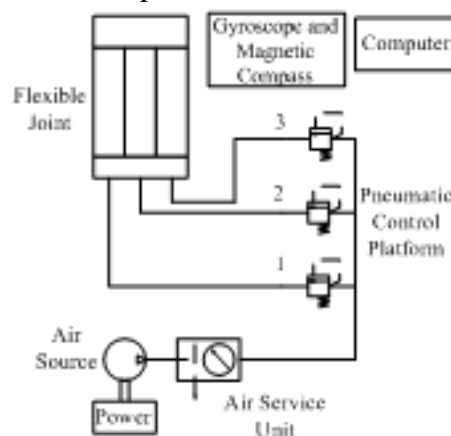 Gyroscope and
Magnetic
Compass
Computer
Flexible
Joint
3
2
1
Pneumatic
Control
Platform
Air
Source
Power
Air Service
Unit